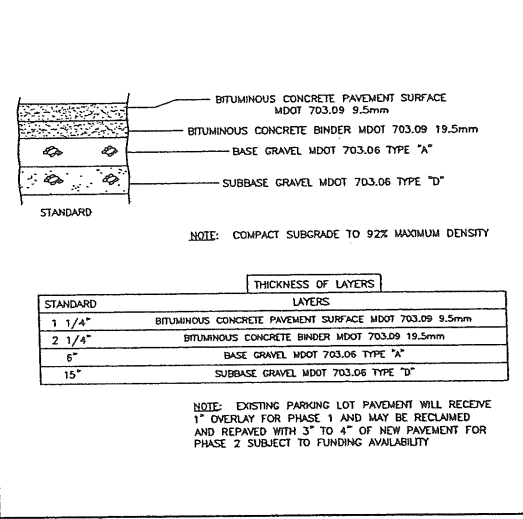 BITUMINOUS CONCRETE PAVEMENT SURFACE
MDOT 703.09 9.5mm
BITUMINOUS CONCRETE BINDER MDOT 703.09 19.5mm
BASE GRAVEL MDOT 703.06 TYPE "A"
SUBBASE GRAVEL MDOT 703.06 TYPE "D"
STANDARD
NOTE: COMPACT SUBGRADE TO 92% MAXIMUM DENSITY
THICKNESS OF LAYERS
STANDARD LAYERS
1 1/4" BITUMINOUS CONCRETE PAVEMENT SURFACE MDOT 703.09 9.5mm
2 1/4" BITUMINOUS CONCRETE BINDER MDOT 703.09 19.5mm
6" BASE GRAVEL MDOT 703.06 TYPE "A"
15" SUBBASE GRAVEL MDOT 703.06 TYPE "D"
NOTE: EXISTING PARKING LOT PAVEMENT WILL RECEIVE
1" OVERLAY FOR PHASE 1 AND MAY BE RECLAIMED
AND REPAVED WITH 3" TO 4" OF NEW PAVEMENT FOR
PHASE 2 SUBJECT TO FUNDING AVAILABILITY